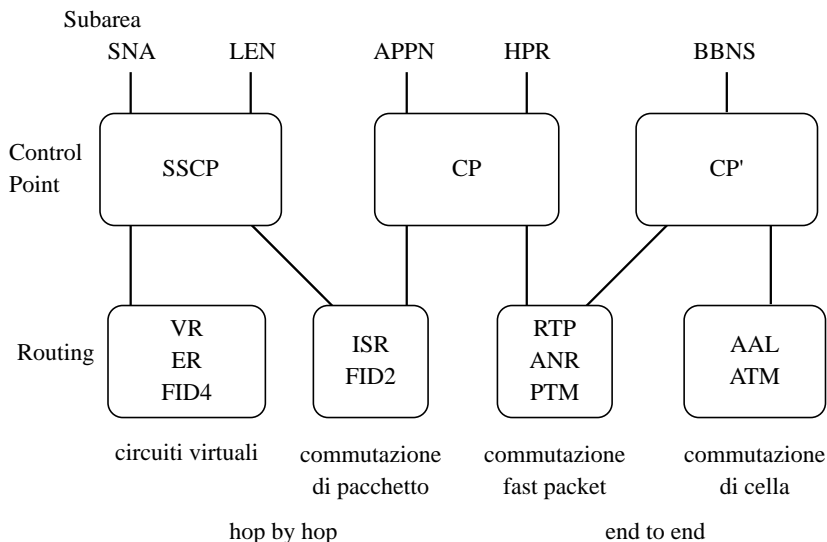 Subarea
SNA LEN APPN HPR BBNS
Control
Point
SSCP CP CP'
Routing
VR
ER
FID4
ISR
FID2
RTP
ANR
PTM
AAL
ATM
circuiti virtuali
commutazione
di pacchetto
commutazione
fast packet
commutazione
di cella
hop by hop end to end